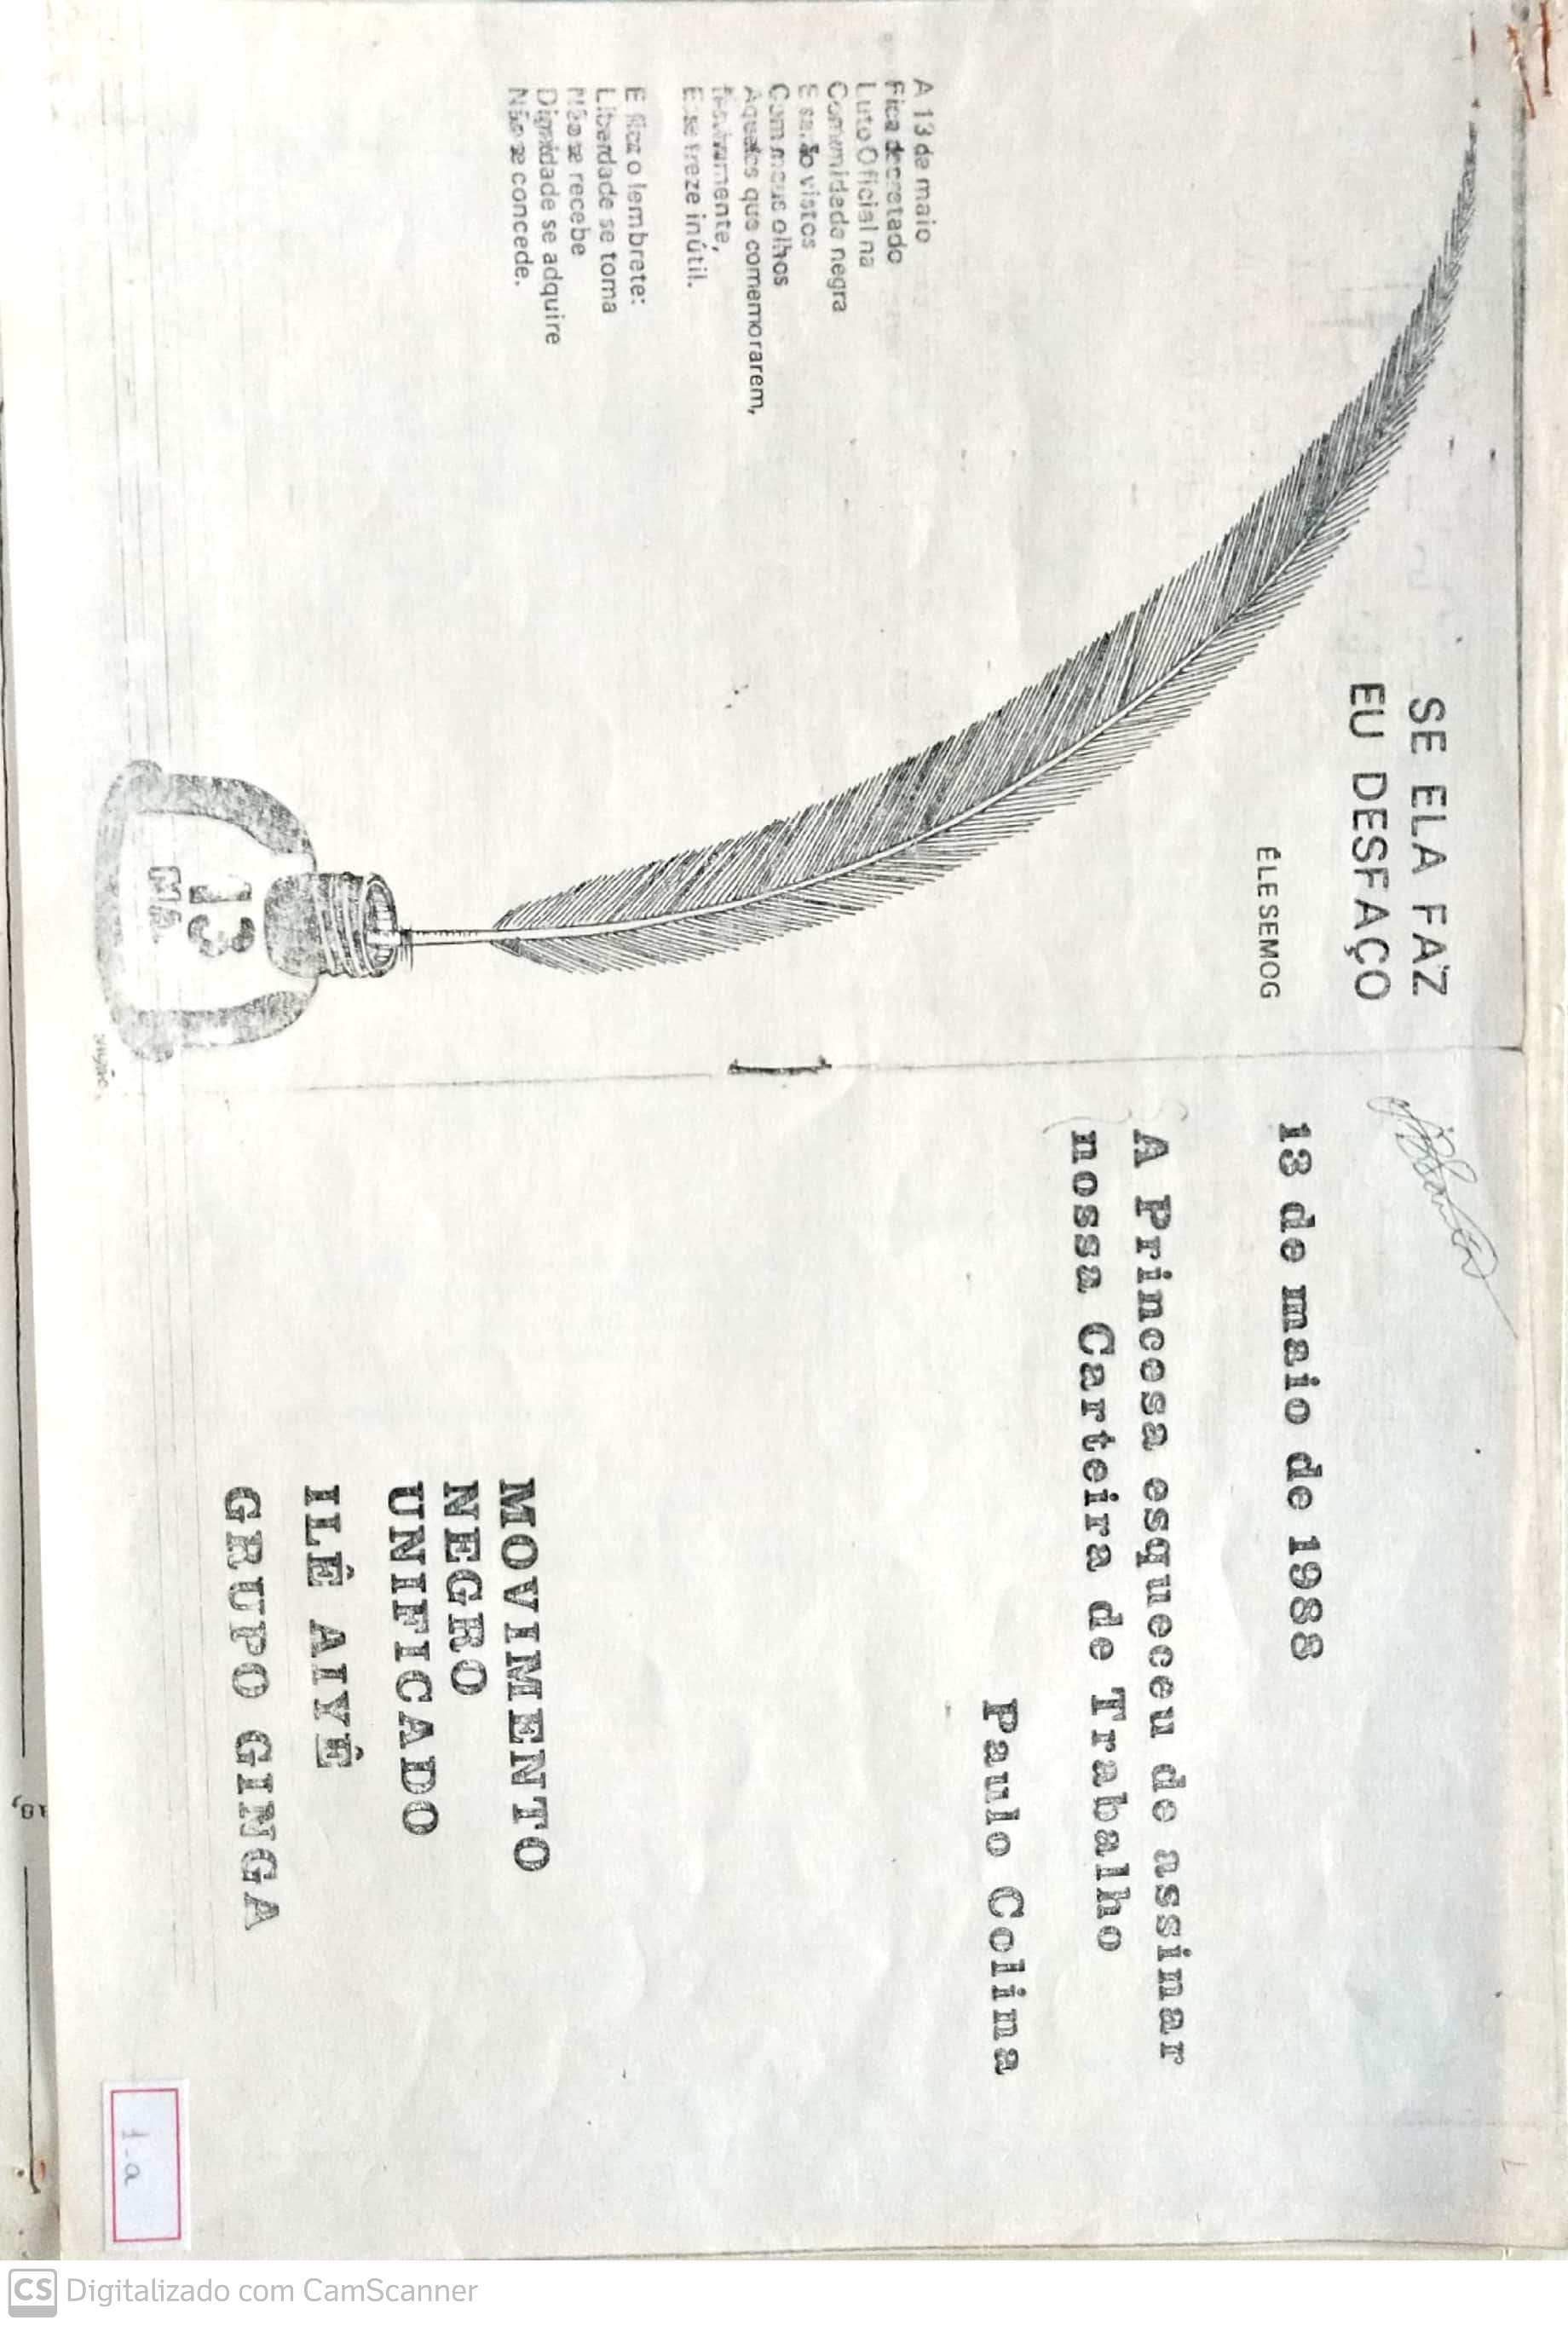 SE ELA FAZ
EU DESFAÇO
ÉLE SEMOG
A 13 de maio
Fica decretado
Luto Oficial na
Comunidade negra
E serão vistos
Com maus olhos
Aqueles que comemorarem,
festivamente,
Esse treze inútil.
E fica o lembrete:
Liberdade se toma
Não se recebe
Dignidade se adquire
Não se concede.
13
MA
13 de maio de 1988
A Princesa esqueceu de assinar
nossa Carteira de Trabalho
Paulo Colina
MOVIMENTO
NEGRO
UNIFICADO
ILÊ AIYÊ
GRUPO GINGA
1-a
CS Digitalizado com CamScanner